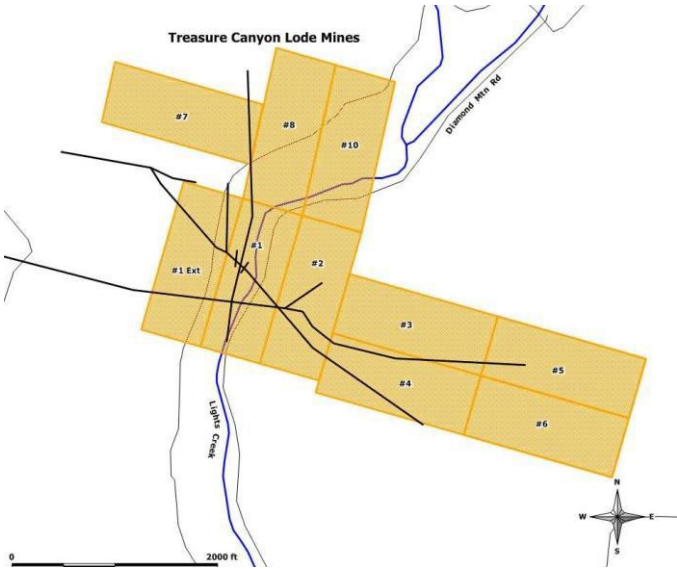 Treasure Canyon Lode Mines
#7
#8
#10
Diamond Mtn Rd
#1 Ext
#1
#2
#3
#5
#4
#6
Lights Creek
N
W E
S
0 2000 ft